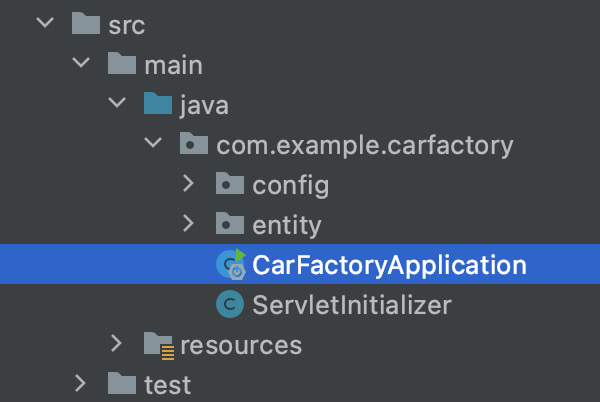 src
main
java
com.example.carfactory
config
entity
CarFactoryApplication
ServletInitializer
resources
test